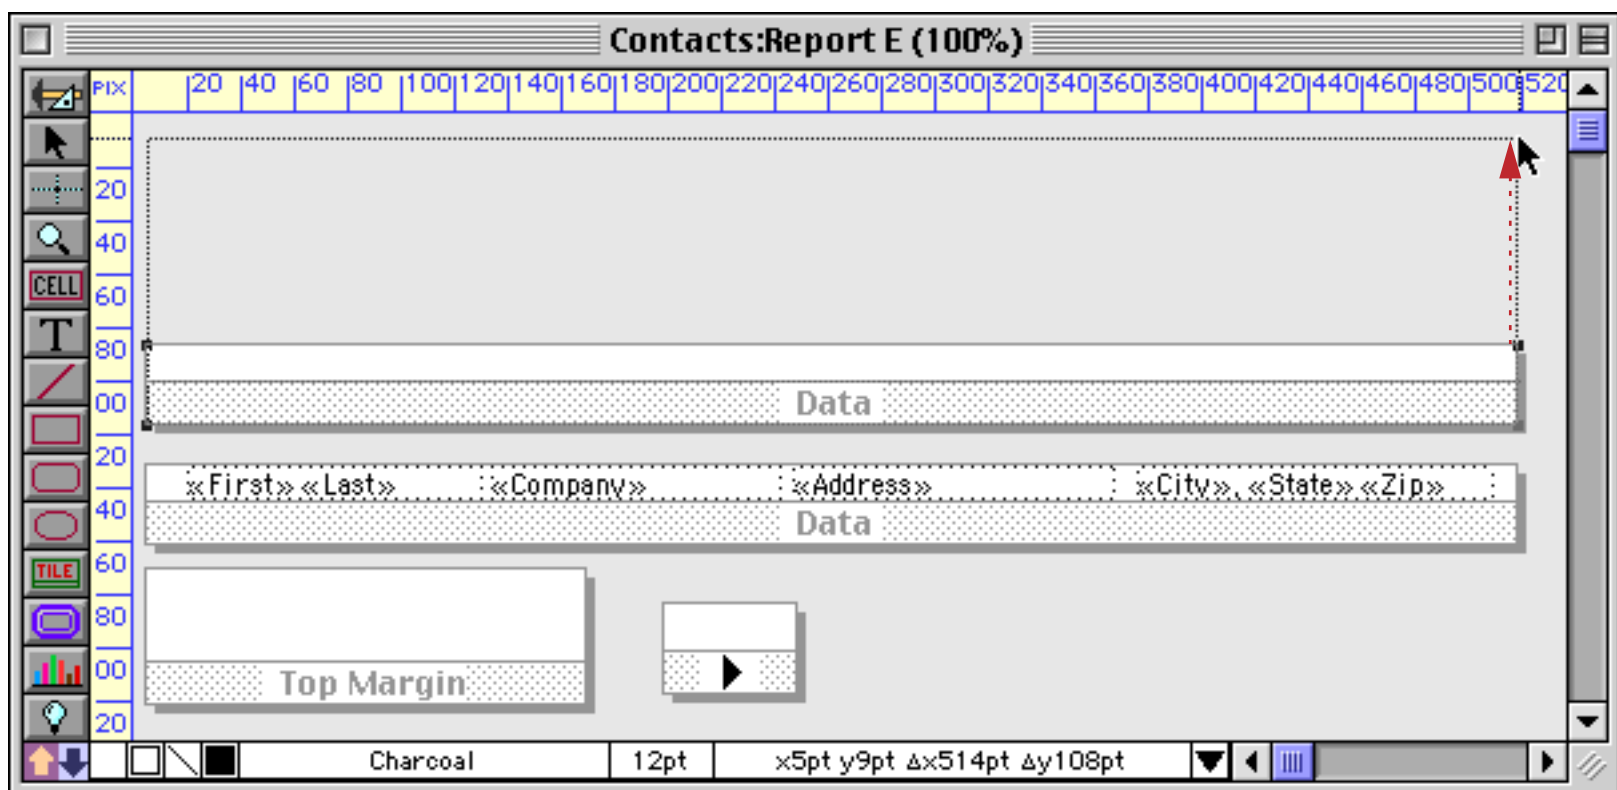 Contacts:Report E (100%)
PIX 20 40 60 80 100 120 140 160 180 200 220 240 260 280 300 320 340 360 380 400 420 440 460 480 500 520
20
40
CELL
60
T
80
00
Data
20
«First» «Last» «Company» «Address» «City», «State» «Zip»
40
Data
60
TILE
80
00
Top Margin
20
Charcoal 12pt x5pt y9pt Δx514pt Δy108pt